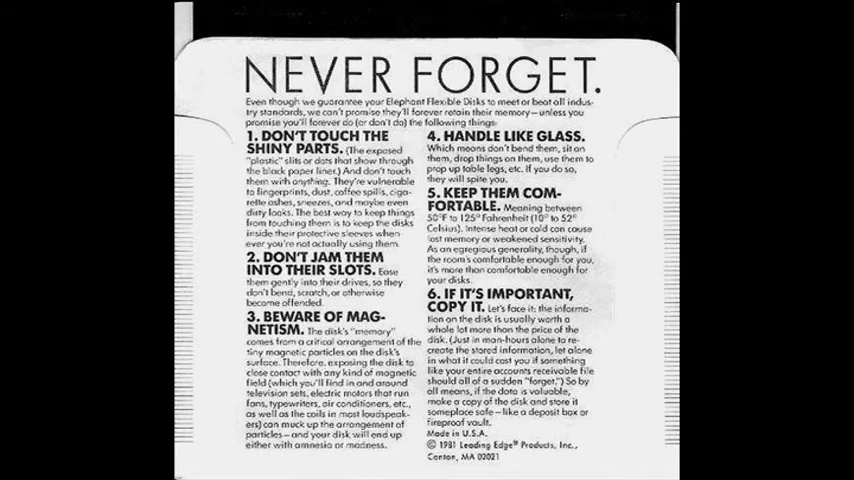 NEVER FORGET.
Even though we guarantee your Elephant Flexible Disks to meet or beat all indus-
try standards, we can't promise they'll forever retain their memory—unless you
promise you'll forever do (or don't do) the following things:
1. DON'T TOUCH THE
SHINY PARTS. (The exposed
"plastic" slits or dots that show through
the black paper liner.) And don't touch
them with anything. They're vulnerable
to fingerprints, dust, coffee spills, ciga-
rette ashes, sneezes, and maybe even
dirty looks. The best way to keep things
from touching them is to keep the disks
inside their protective sleeves when-
ever you're not actually using them.
2. DON'T JAM THEM
INTO THEIR SLOTS. Ease
them gently into their drives, so they
don't bend, scratch, or otherwise
become offended.
3. BEWARE OF MAG-
NETISM. The disk's "memory"
comes from a critical arrangement of the
tiny magnetic particles on the disk's
surface. Therefore, exposing the disk to
close contact with any kind of magnetic
field (which you'll find in and around
television sets, electric motors that run
fans, typewriters, air conditioners, etc.,
as well as the coils in most loudspeak-
ers) can muck up the arrangement of
particles—and your disk will end up
either with amnesia or madness.
4. HANDLE LIKE GLASS.
Which means don't bend them, sit on
them, drop things on them, use them to
prop up table legs, etc. If you do so,
they will spite you.
5. KEEP THEM COM-
FORTABLE. Meaning between
50°F to 125° Fahrenheit (10° to 52°
Celsius). Intense heat or cold can cause
lost memory or weakened sensitivity.
As an egregious generality, though, if
the room's comfortable enough for you,
it's more than comfortable enough for
your disks.
6. IF IT'S IMPORTANT,
COPY IT. Let's face it: the informa-
tion on the disk is usually worth a
whole lot more than the price of the
disk. (Just in man-hours alone to re-
create the stored information, let alone
in what it could cost you if something
like your entire accounts receivable file
should all of a sudden "forget.") So by
all means, if the data is valuable,
make a copy of the disk and store it
someplace safe—like a deposit box or
fireproof vault.
Made in U.S.A.
© 1981 Leading Edge® Products, Inc.,
Canton, MA 02021